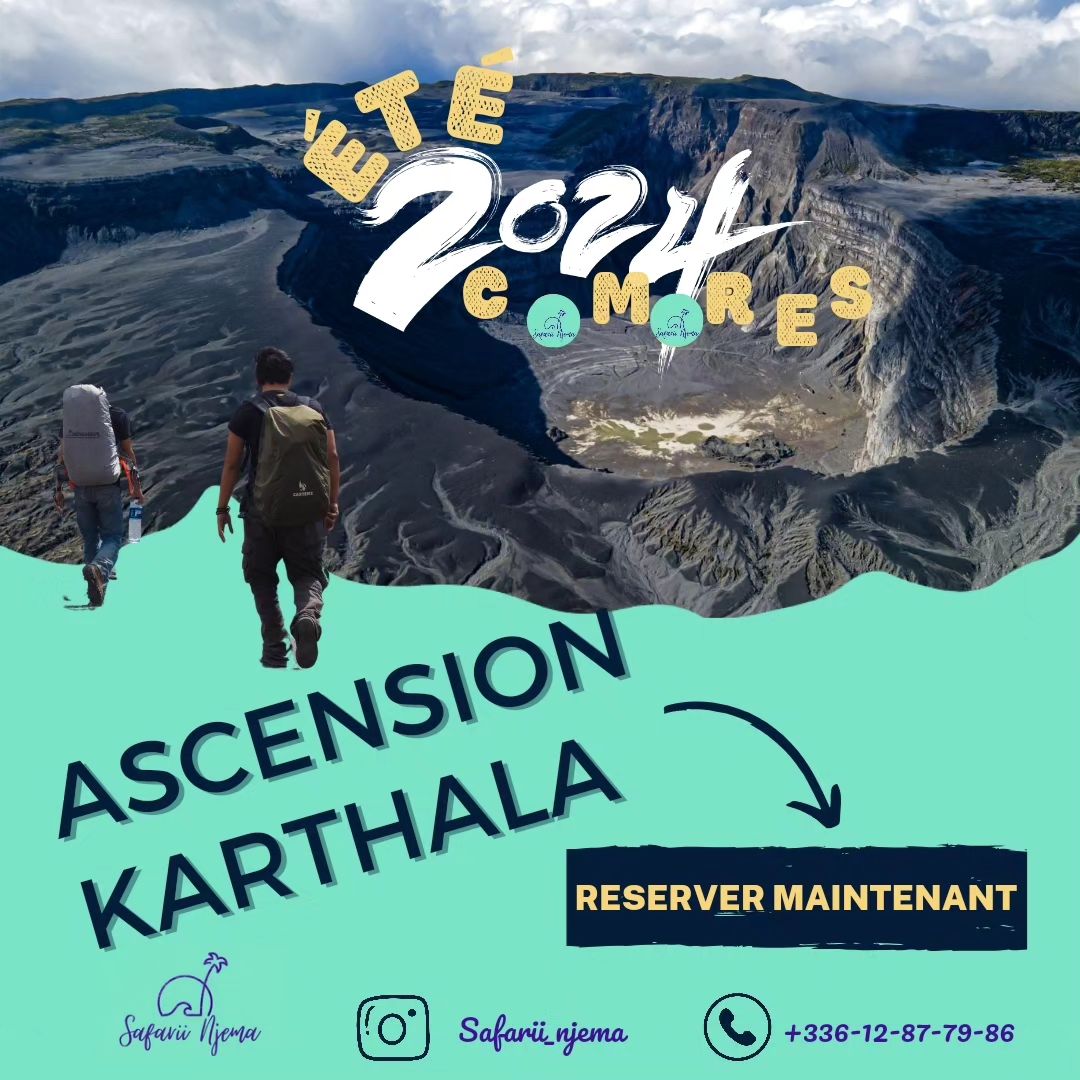 ÉTÉ
2024
COMORES
ASCENSION
KARTHALA
RESERVER MAINTENANT
Safarii Njema
Safarii_njema
+336-12-87-79-86